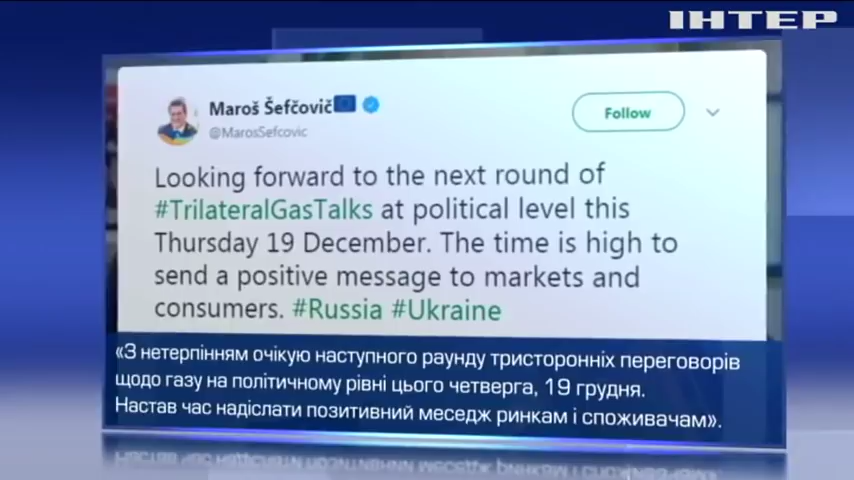 ІНТЕР
Maroš Šefčovič
@MarosSefcovic
Follow
Looking forward to the next round of
#TrilateralGasTalks at political level this
Thursday 19 December. The time is high to
send a positive message to markets and
consumers. #Russia #Ukraine
«З нетерпінням очікую наступного раунду тристоронніх переговорів
щодо газу на політичному рівні цього четверга, 19 грудня.
Настав час надіслати позитивний меседж ринкам і споживачам».